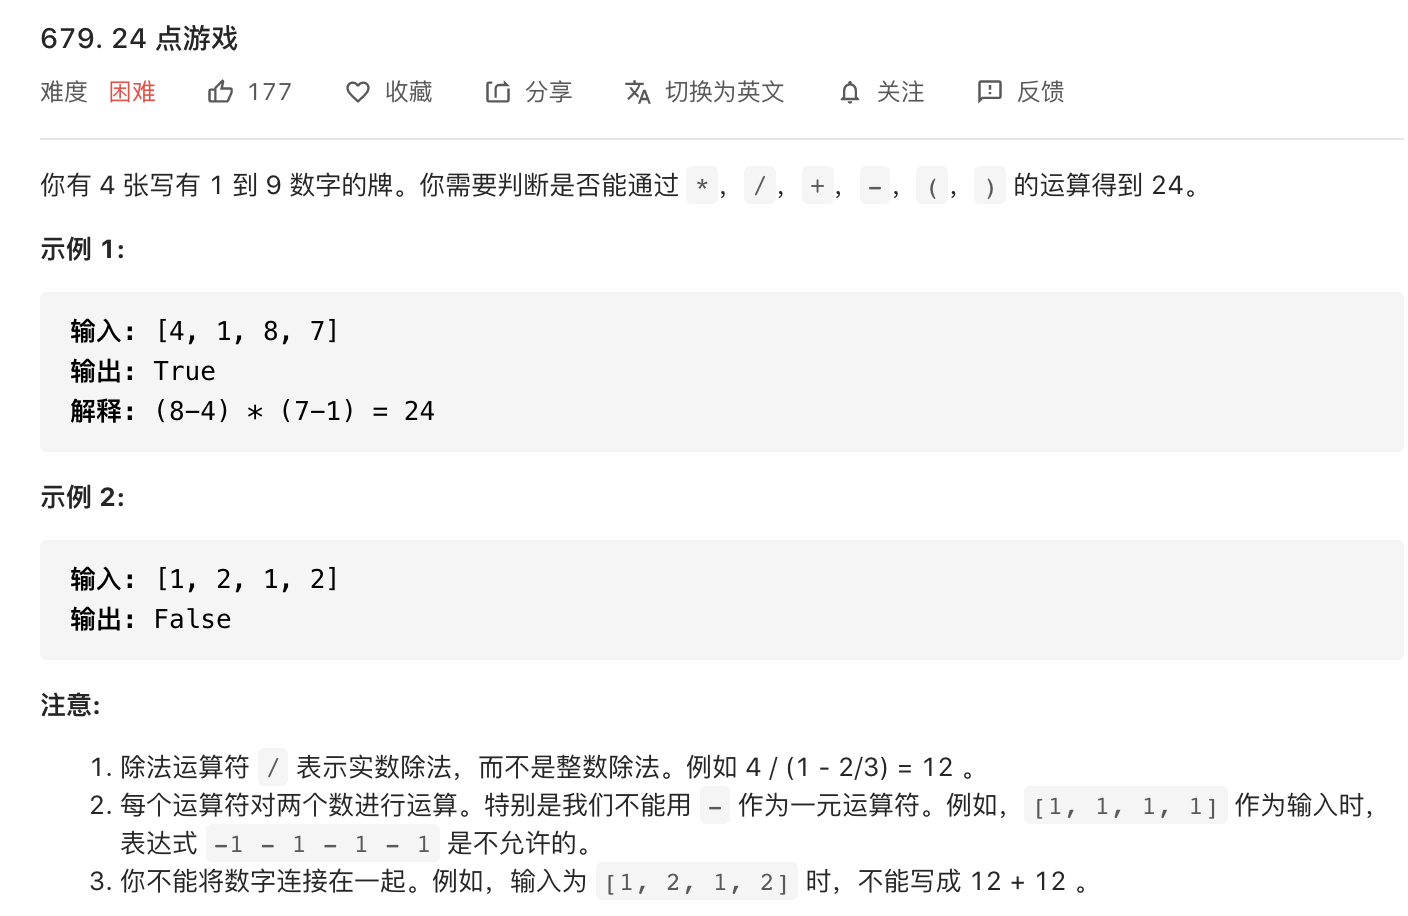 679. 24 点游戏
难度 困难 177 收藏 分享 切换为英文 关注 反馈
你有 4 张写有 1 到 9 数字的牌。你需要判断是否能通过 *，/，+，-，(，) 的运算得到 24。
示例 1:
输入: [4, 1, 8, 7]
输出: True
解释: (8-4) * (7-1) = 24
示例 2:
输入: [1, 2, 1, 2]
输出: False
注意:
1. 除法运算符 / 表示实数除法，而不是整数除法。例如 4 / (1 - 2/3) = 12 。
2. 每个运算符对两个数进行运算。特别是我们不能用 - 作为一元运算符。例如，[1, 1, 1, 1] 作为输入时，
表达式 -1 - 1 - 1 - 1 是不允许的。
3. 你不能将数字连接在一起。例如，输入为 [1, 2, 1, 2] 时，不能写成 12 + 12 。